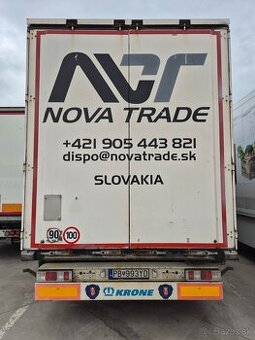 NOVA TRADE
+421 905 443 821
dispo@novatrade.sk
SLOVAKIA
90 100
KRONE